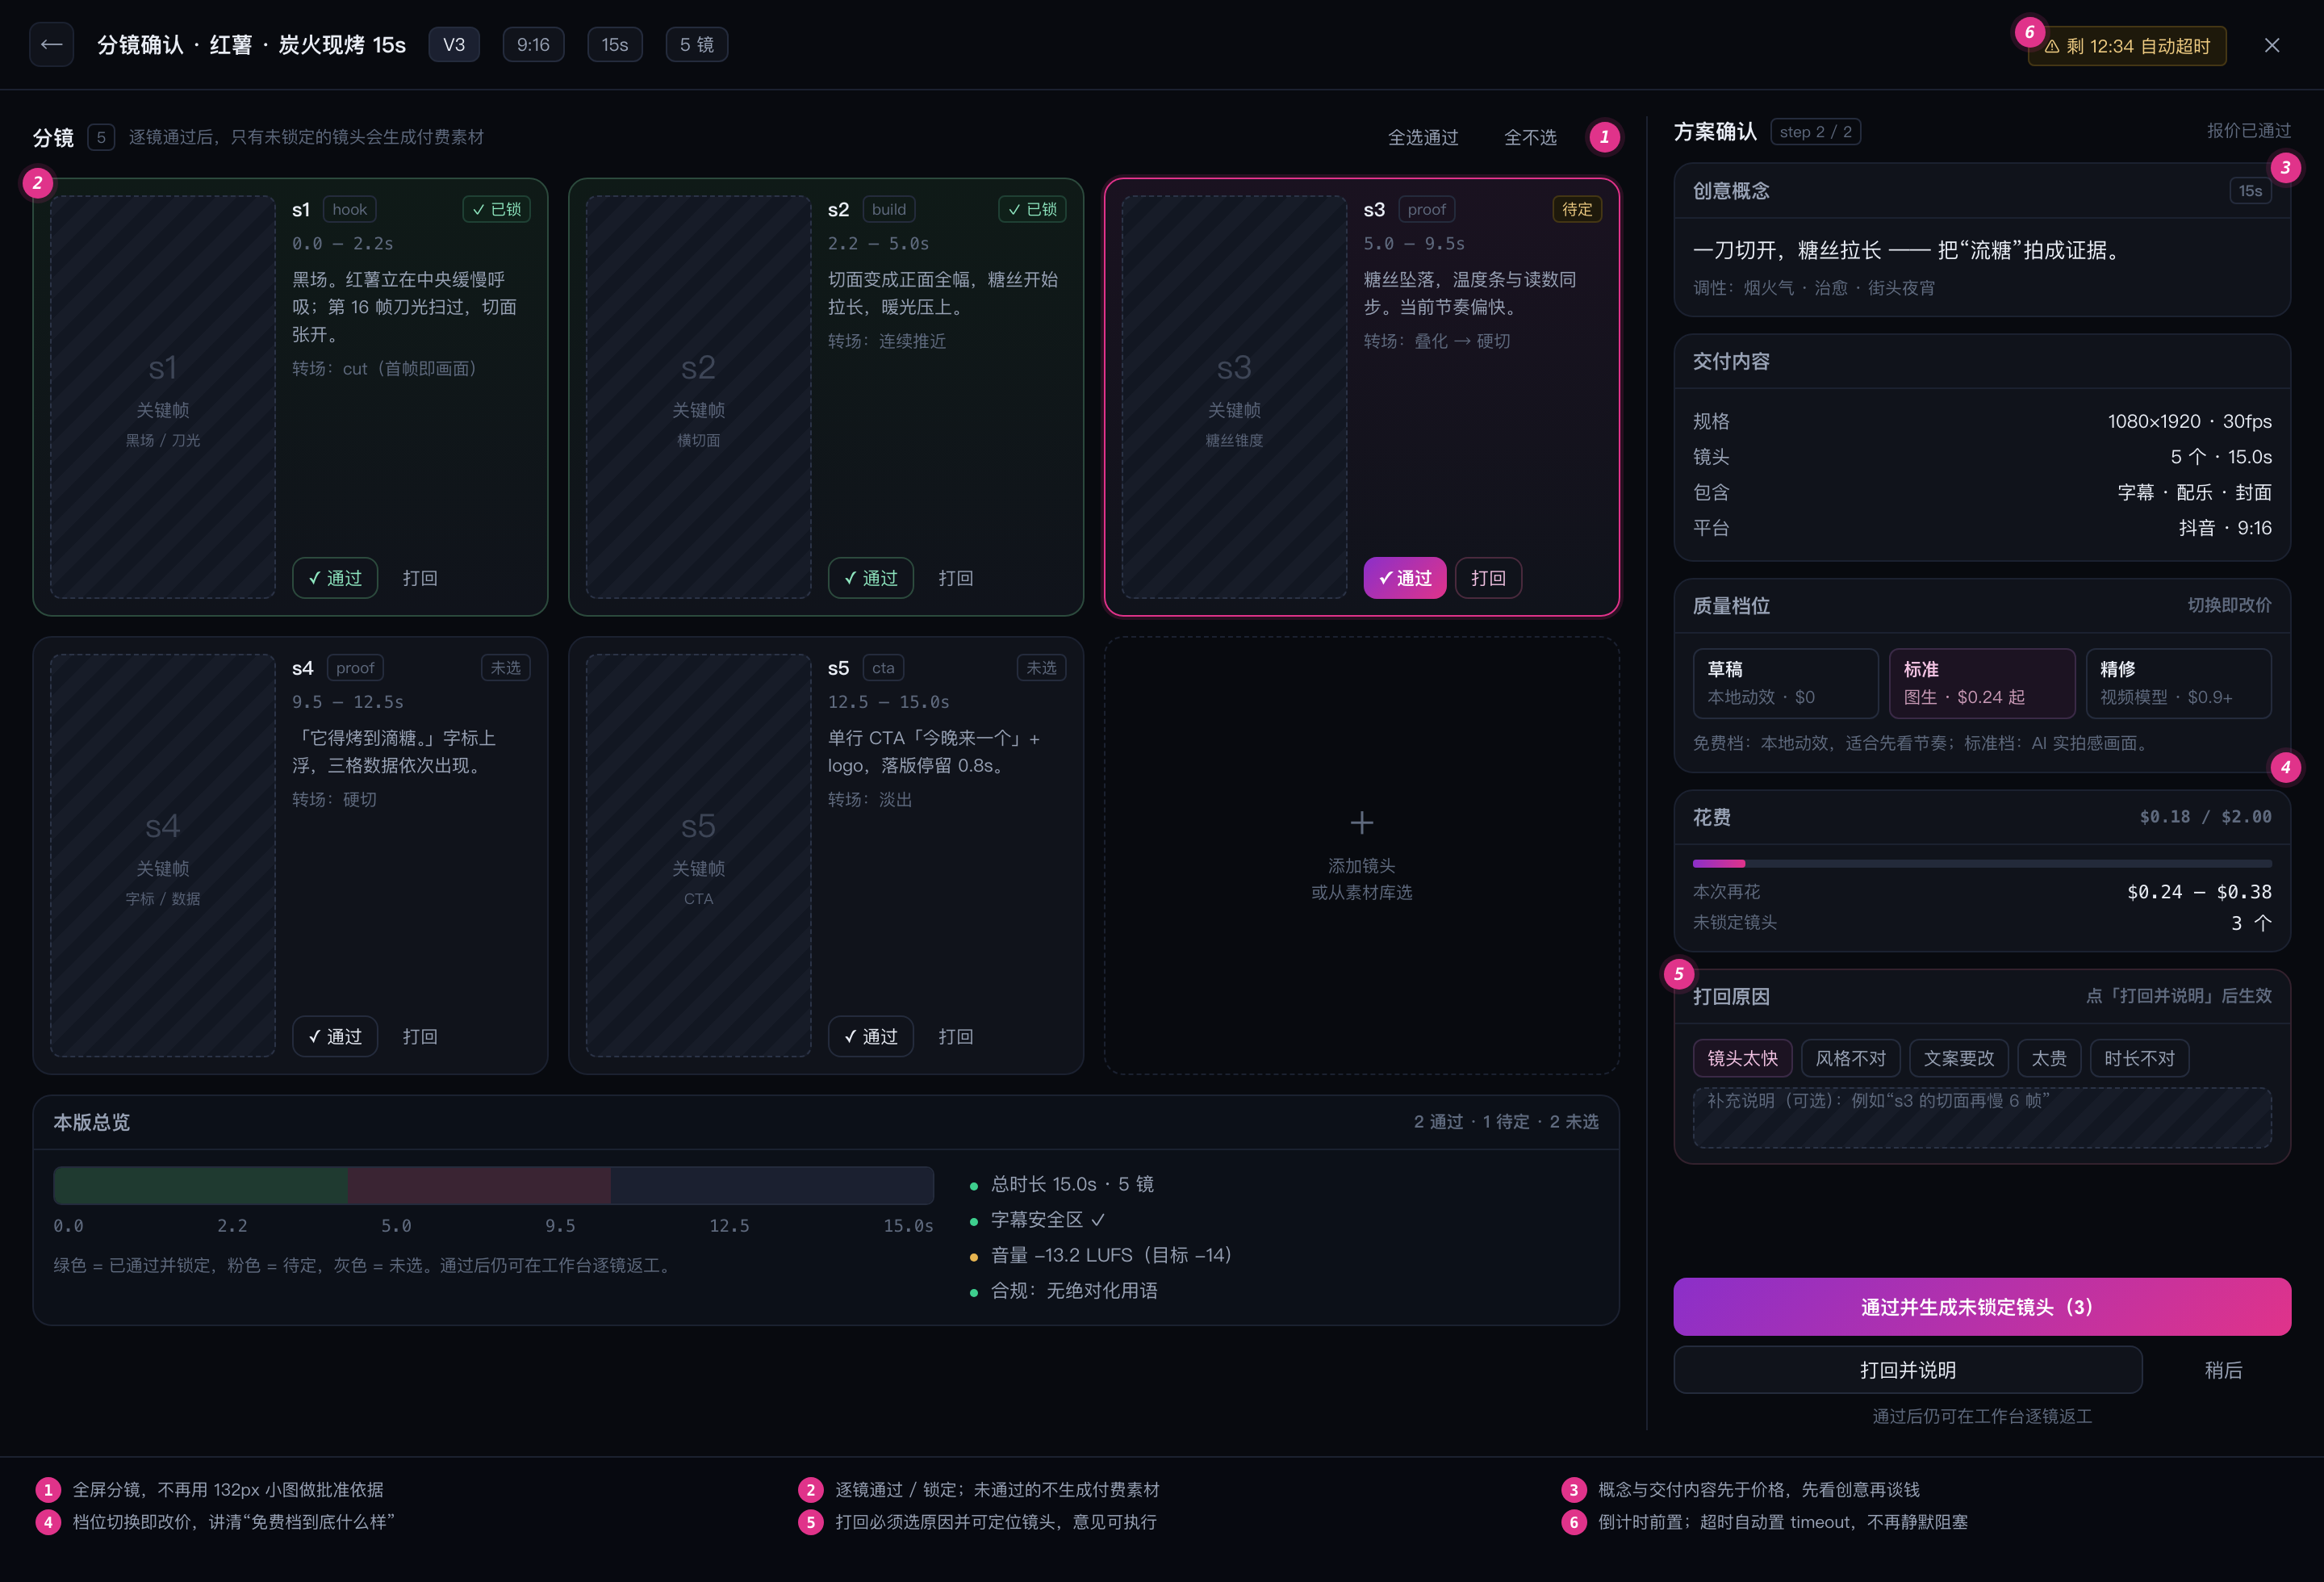 ←
分镜确认 · 红薯 · 炭火现烤 15s
V3
9:16
15s
5 镜
6
⚠ 剩 12:34 自动超时
×
分镜
5
逐镜通过后，只有未锁定的镜头会生成付费素材
全选通过
全不选
1
2
s1
关键帧
黑场 / 刀光
s1
hook
✓ 已锁
0.0 – 2.2s
黑场。红薯立在中央缓慢呼
吸；第 16 帧刀光扫过，切面
张开。
转场：cut（首帧即画面）
✓ 通过
打回
s2
关键帧
横切面
s2
build
✓ 已锁
2.2 – 5.0s
切面变成正面全幅，糖丝开始
拉长，暖光压上。
转场：连续推近
✓ 通过
打回
s3
关键帧
糖丝锥度
s3
proof
待定
5.0 – 9.5s
糖丝坠落，温度条与读数同
步。当前节奏偏快。
转场：叠化 → 硬切
✓ 通过
打回
s4
关键帧
字标 / 数据
s4
proof
未选
9.5 – 12.5s
「它得烤到滴糖。」字标上
浮，三格数据依次出现。
转场：硬切
✓ 通过
打回
s5
关键帧
CTA
s5
cta
未选
12.5 – 15.0s
单行 CTA「今晚来一个」+
logo，落版停留 0.8s。
转场：淡出
✓ 通过
打回
+
添加镜头
或从素材库选
本版总览
2 通过 · 1 待定 · 2 未选
0.0
2.2
5.0
9.5
12.5
15.0s
绿色 = 已通过并锁定，粉色 = 待定，灰色 = 未选。通过后仍可在工作台逐镜返工。
总时长 15.0s · 5 镜
字幕安全区 ✓
音量 –13.2 LUFS（目标 –14）
合规：无绝对化用语
方案确认
step 2 / 2
报价已通过
3
创意概念
15s
一刀切开，糖丝拉长 —— 把“流糖”拍成证据。
调性：烟火气 · 治愈 · 街头夜宵
交付内容
规格
1080×1920 · 30fps
镜头
5 个 · 15.0s
包含
字幕 · 配乐 · 封面
平台
抖音 · 9:16
质量档位
切换即改价
草稿
本地动效 · $0
标准
图生 · $0.24 起
精修
视频模型 · $0.9+
免费档：本地动效，适合先看节奏；标准档：AI 实拍感画面。
4
花费
$0.18 / $2.00
本次再花
$0.24 – $0.38
未锁定镜头
3 个
5
打回原因
点「打回并说明」后生效
镜头太快
风格不对
文案要改
太贵
时长不对
补充说明（可选）：例如“s3 的切面再慢 6 帧”
通过并生成未锁定镜头（3）
打回并说明
稍后
通过后仍可在工作台逐镜返工
1 全屏分镜，不再用 132px 小图做批准依据
2 逐镜通过 / 锁定；未通过的不生成付费素材
3 概念与交付内容先于价格，先看创意再谈钱
4 档位切换即改价，讲清“免费档到底什么样”
5 打回必须选原因并可定位镜头，意见可执行
6 倒计时前置；超时自动置 timeout，不再静默阻塞